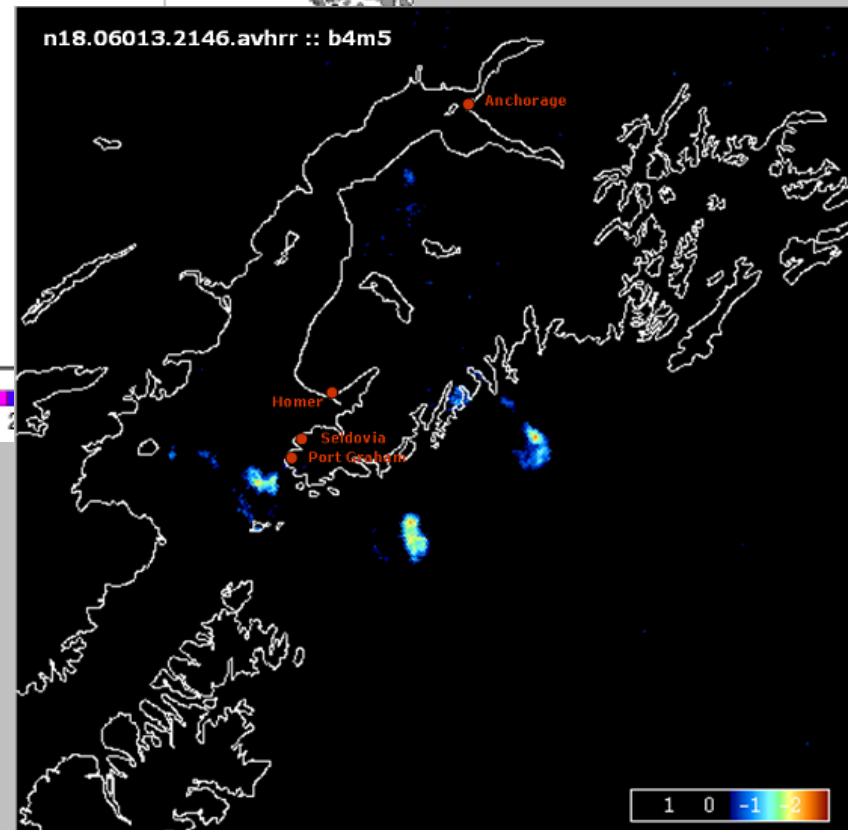 n18.06013.2146.avhrr :: b4m5
Anchorage
Homer
Seldovia
Port Graham
1 0 -1 -2